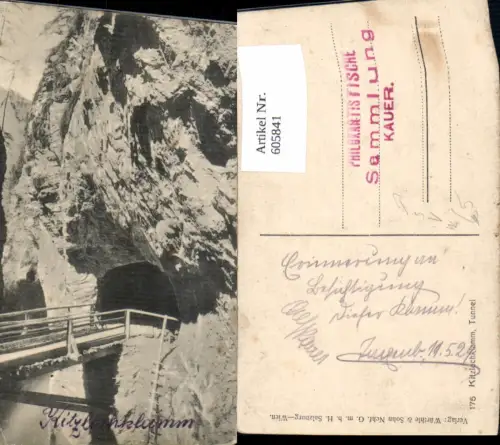 Kitzlochklamm
Artikel Nr.
605841
PHILOKARTISTISCHE
Sammlung
KAUER.
Erinnerung an
Besichtigung
dieser Klamm!
11.5.2
176 Kitzlochklamm, Tunnel
Verlag: Würthle & Sohn Nchf. G. m. b. H. Salzburg—Wien.